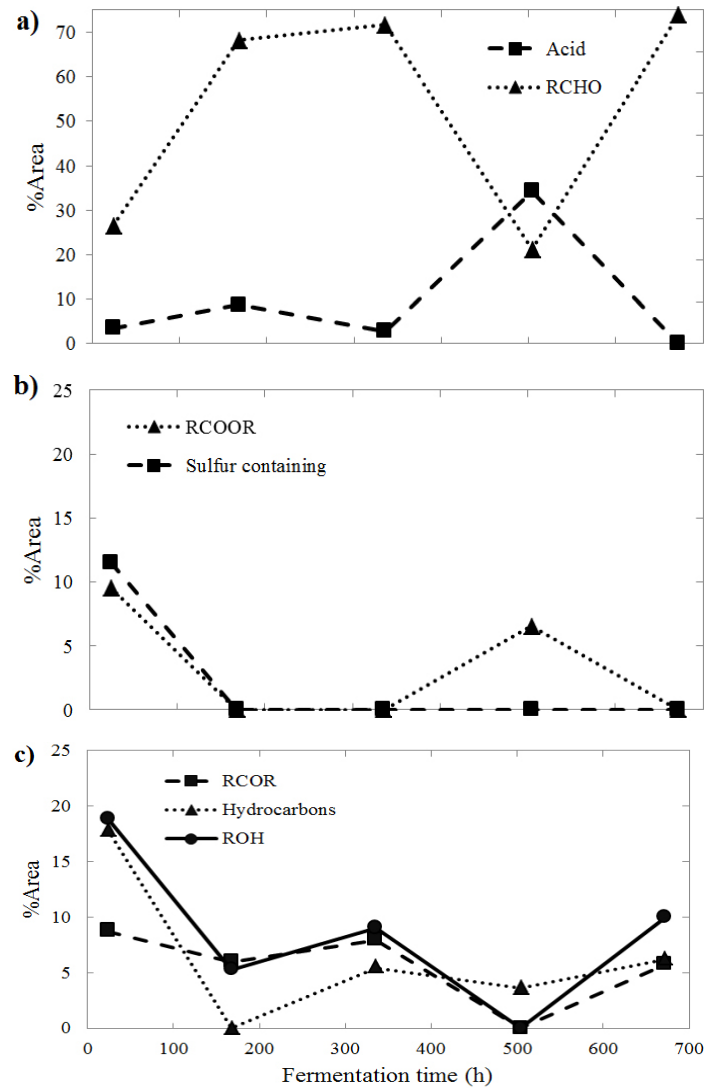 a)
70
60
50
40
30
20
10
0
%Area
Acid
RCHO
b)
25
20
15
10
5
0
%Area
RCOOR
Sulfur containing
c)
25
20
15
10
5
0
%Area
RCOR
Hydrocarbons
ROH
0 100 200 300 400 500 600 700
Fermentation time (h)